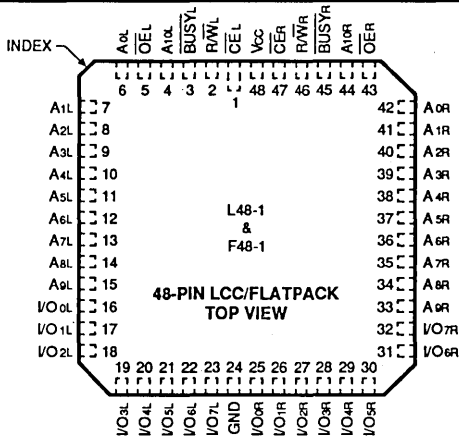 INDEX
A0L OEL A10L BUSYL R/WL CEL VCC CER R/WR BUSYR A10R OER
6 5 4 3 2 1 48 47 46 45 44 43
A1L 7 42 A0R
A2L 8 41 A1R
A3L 9 40 A2R
A4L 10 39 A3R
A5L 11 38 A4R
A6L 12 37 A5R
A7L 13 36 A6R
A8L 14 35 A7R
A9L 15 34 A8R
I/O0L 16 33 A9R
I/O1L 17 32 I/O7R
I/O2L 18 31 I/O6R
L48-1
&
F48-1
48-PIN LCC/FLATPACK
TOP VIEW
19 20 21 22 23 24 25 26 27 28 29 30
I/O3L I/O4L I/O5L I/O6L I/O7L GND I/O0R I/O1R I/O2R I/O3R I/O4R I/O5R